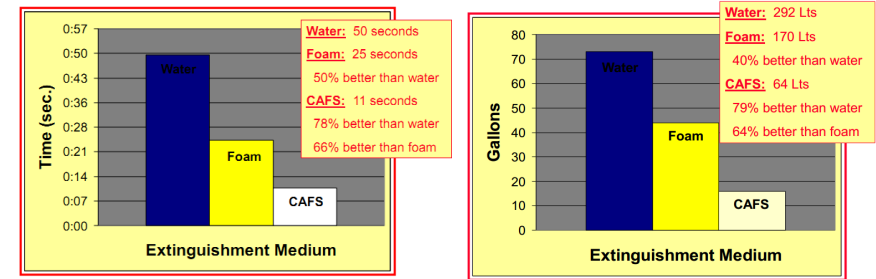 0:57
0:50
0:43
0:36
0:28
0:21
0:14
0:07
0:00
Time (sec.)
Water
Foam
CAFS
Extinguishment Medium
Water: 50 seconds
Foam: 25 seconds
50% better than water
CAFS: 11 seconds
78% better than water
66% better than foam
80
70
60
50
40
30
20
10
0
Gallons
Water
Foam
CAFS
Extinguishment Medium
Water: 292 Lts
Foam: 170 Lts
40% better than water
CAFS: 64 Lts
79% better than water
64% better than foam